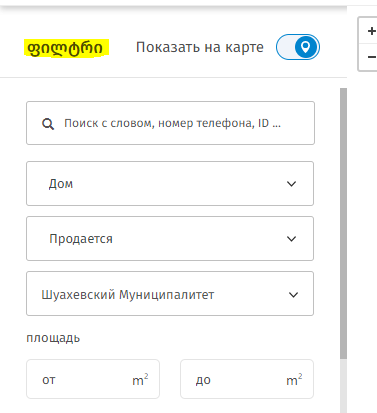 ფილტრი Показать на карте
+
−
Поиск с словом, номер телефона, ID ...
Дом
Продается
Шуахевский Муниципалитет
площадь
от m² до m²